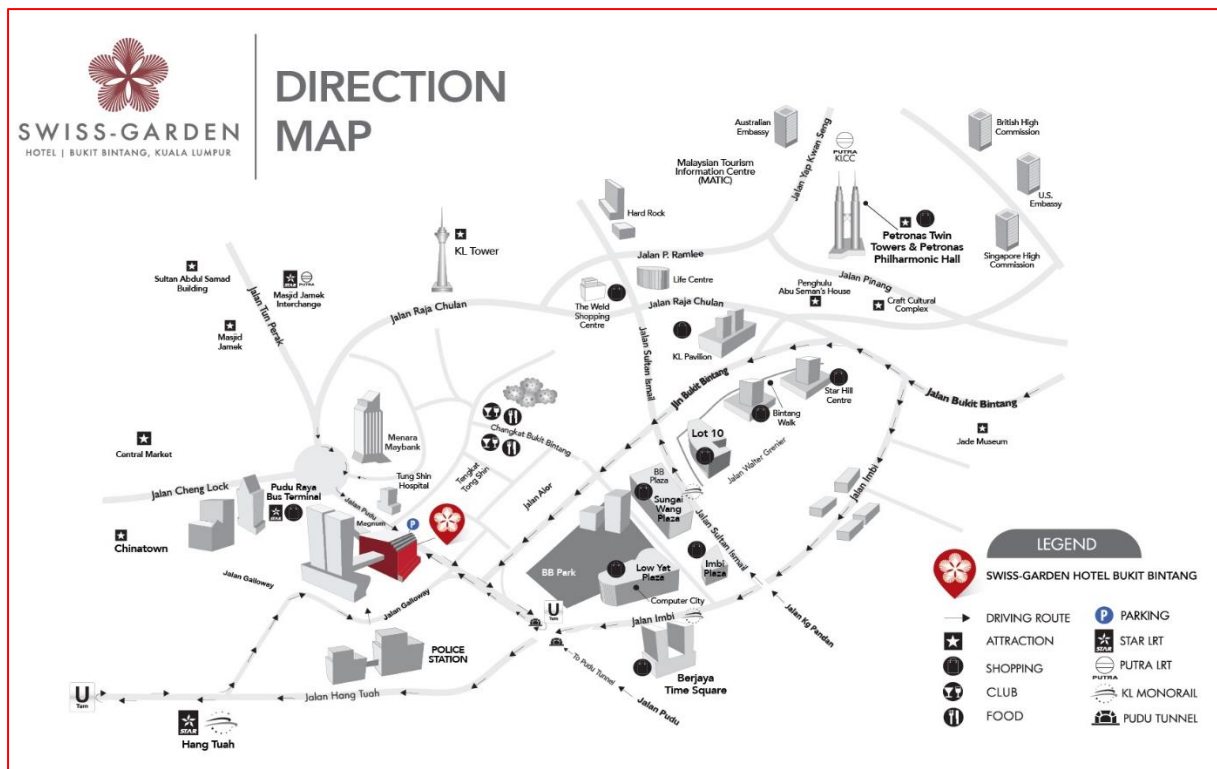 SWISS-GARDEN
HOTEL | BUKIT BINTANG, KUALA LUMPUR
DIRECTION
MAP
Australian
Embassy
Malaysian Tourism
Information Centre
(MATIC)
Jalan Yap Kwan Seng
PUTRA
KLCC
British High
Commission
U.S.
Embassy
Singapore High
Commission
Petronas Twin
Towers & Petronas
Philharmonic Hall
Hard Rock
Jalan P. Ramlee
KL Tower
Sultan Abdul Samad
Building
STAR
PUTRA
Masjid Jamek
Interchange
Jalan Tun Perak
Masjid
Jamek
Jalan Raja Chulan
The Weld
Shopping
Centre
Life Centre
Jalan Raja Chulan
Penghulu
Abu Seman's House
Jalan Pinang
Craft Cultural
Complex
Jalan Sultan Ismail
KL Pavilion
Jln Bukit Bintang
Star Hill
Centre
Bintang
Walk
Jalan Bukit Bintang
Jade Museum
Lot 10
Jalan Walter Grenier
Menara
Maybank
Changkat Bukit Bintang
Tengkat
Tong Shin
Central Market
Jalan Cheng Lock
Pudu Raya
Bus Terminal
STAR
Tung Shin
Hospital
Jalan Pudu
Magnum
P
Jalan Alor
BB
Plaza
Sungai
Wang
Plaza
Jalan Sultan Ismail
Jalan Imbi
Chinatown
Jalan Galloway
Jalan Galloway
BB Park
Low Yat
Plaza
Imbi
Plaza
Computer City
U
Turn
Jalan Imbi
Jalan Kg Pandan
POLICE
STATION
To Pudu Tunnel
Jalan Pudu
Berjaya
Time Square
U
Turn
Jalan Hang Tuah
STAR
Hang Tuah
LEGEND
SWISS-GARDEN HOTEL BUKIT BINTANG
DRIVING ROUTE
P PARKING
ATTRACTION
STAR STAR LRT
SHOPPING
PUTRA PUTRA LRT
CLUB
KL MONORAIL
FOOD
PUDU TUNNEL